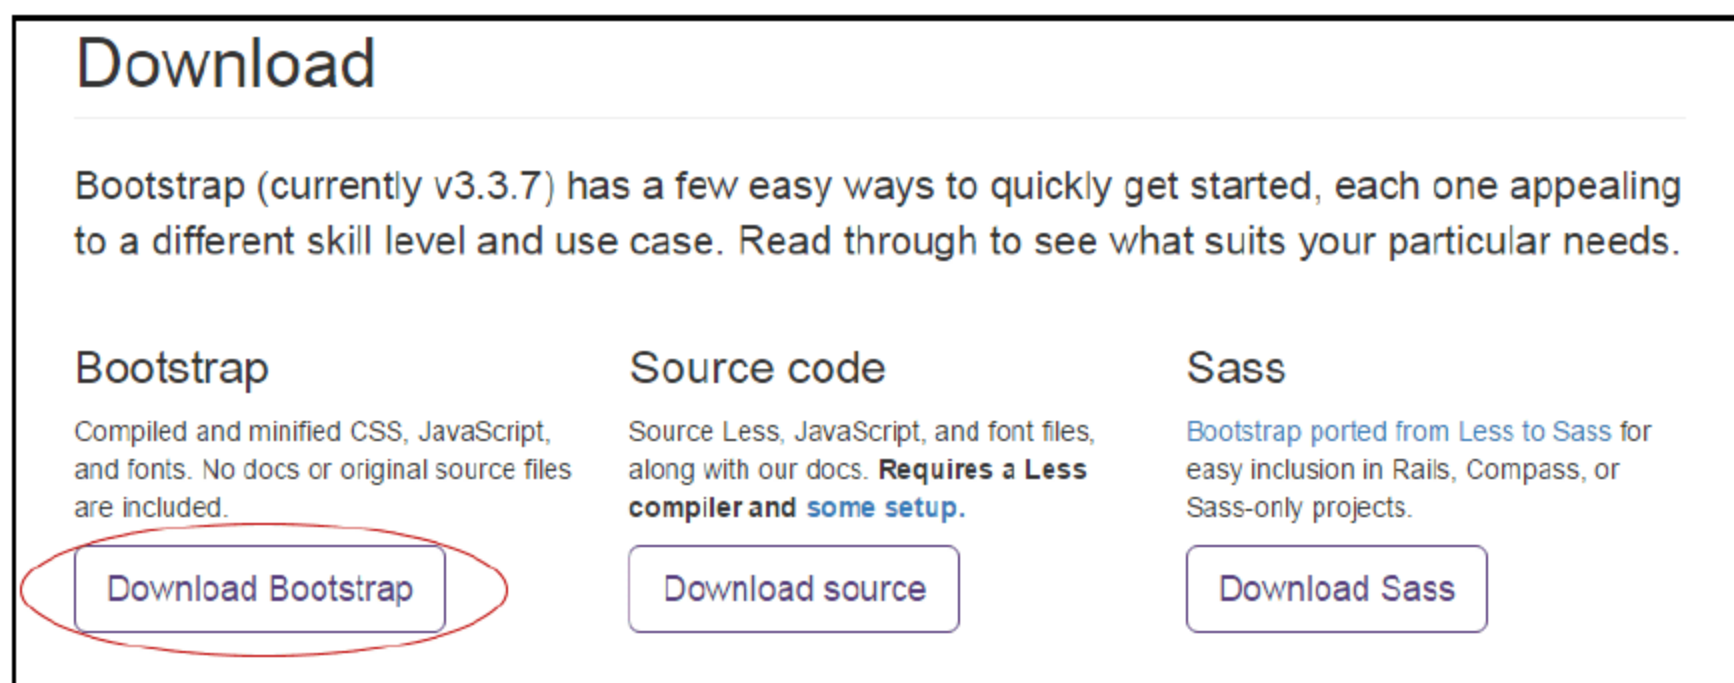 Download
Bootstrap (currently v3.3.7) has a few easy ways to quickly get started, each one appealing
to a different skill level and use case. Read through to see what suits your particular needs.
Bootstrap
Compiled and minified CSS, JavaScript,
and fonts. No docs or original source files
are included.
Download Bootstrap
Source code
Source Less, JavaScript, and font files,
along with our docs. Requires a Less
compiler and some setup.
Download source
Sass
Bootstrap ported from Less to Sass for
easy inclusion in Rails, Compass, or
Sass-only projects.
Download Sass